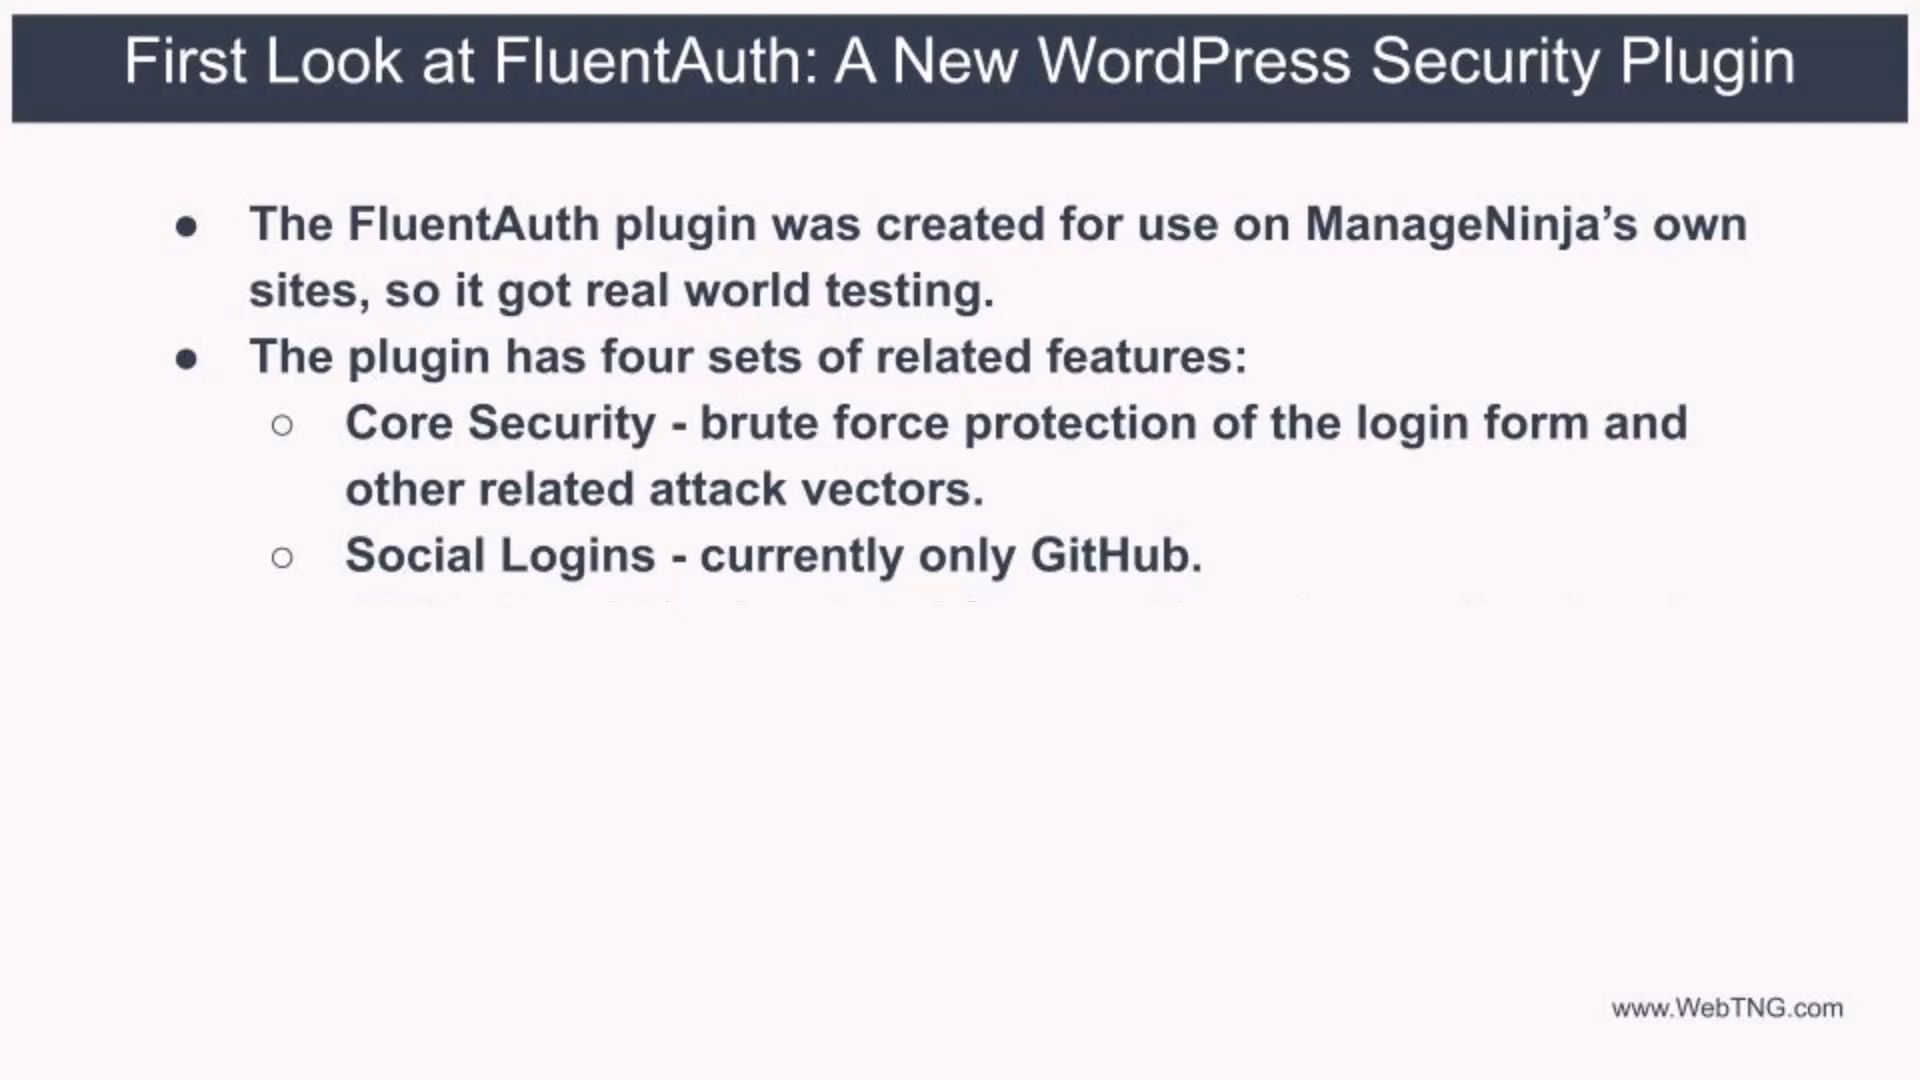 First Look at FluentAuth: A New WordPress Security Plugin
● The FluentAuth plugin was created for use on ManageNinja’s own
sites, so it got real world testing.
● The plugin has four sets of related features:
○ Core Security - brute force protection of the login form and
other related attack vectors.
○ Social Logins - currently only GitHub.
www.WebTNG.com